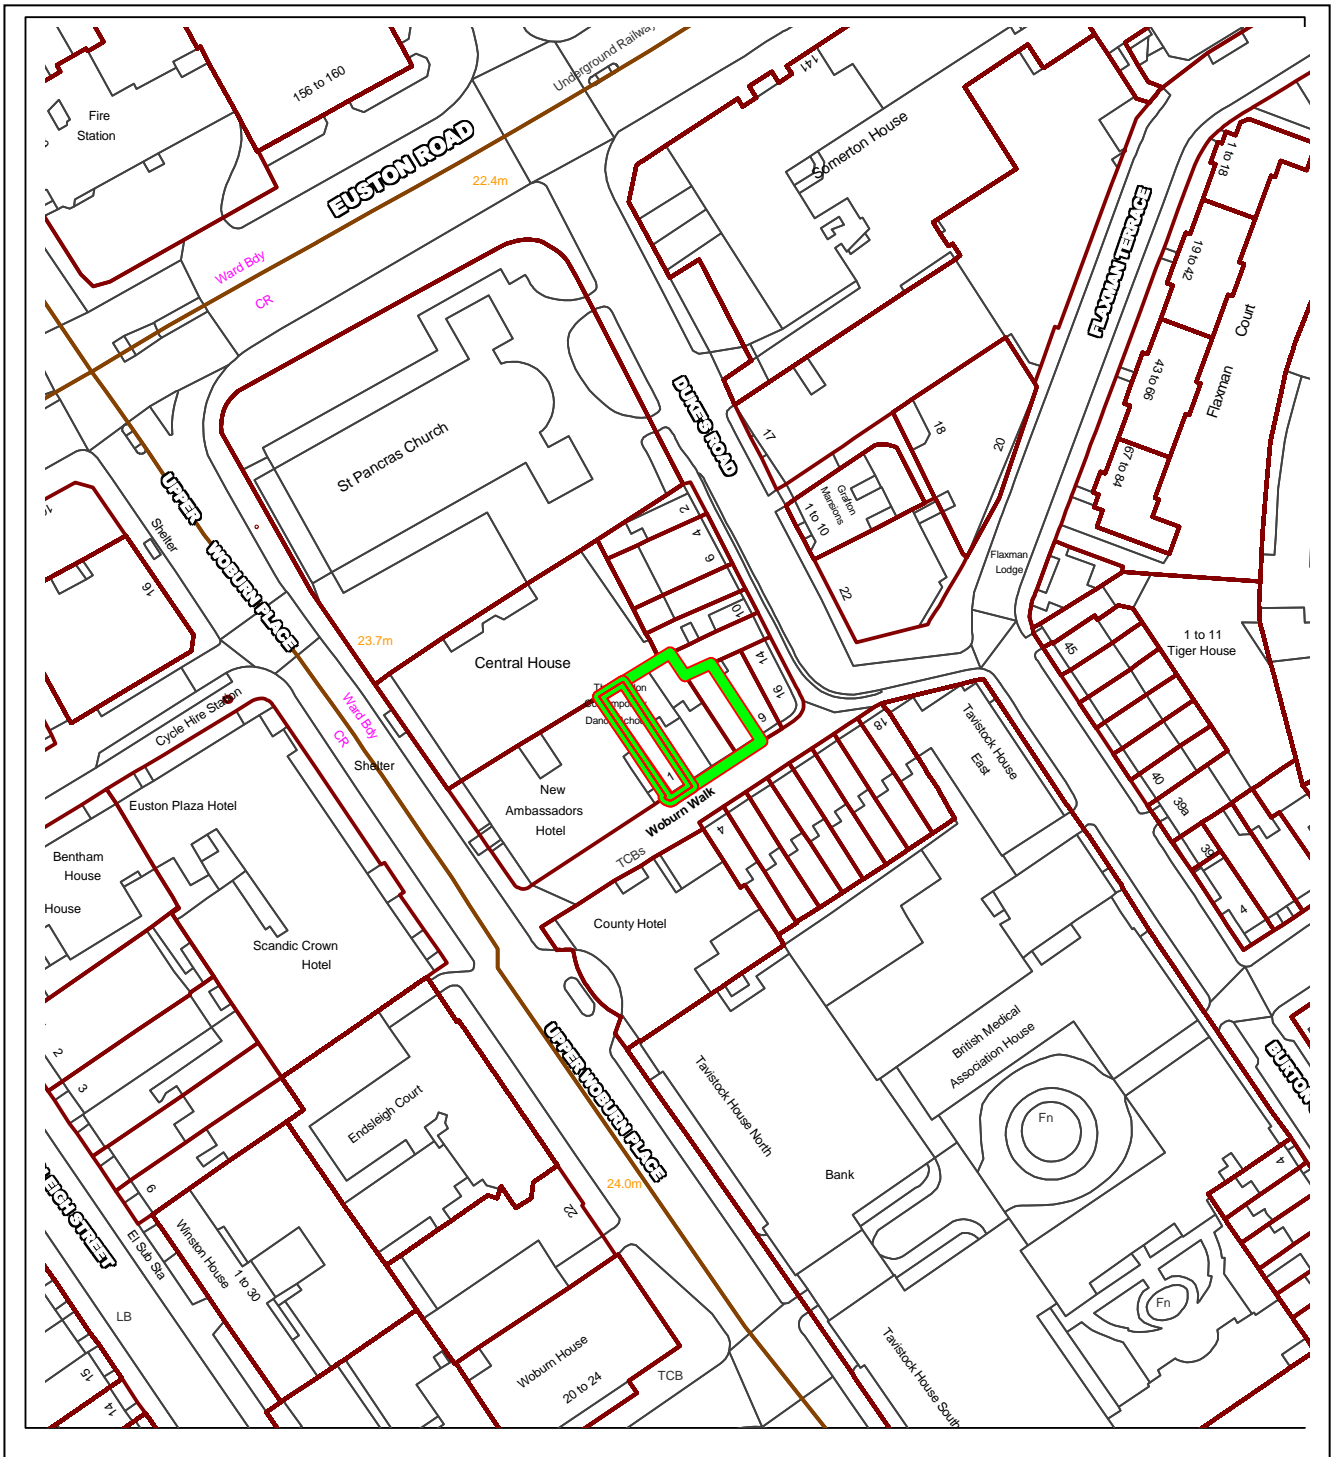 Underground Railway
141
156 to 160
Fire
Station
Somerton House
EUSTON ROAD
22.4m
1 to 18
FLAXMAN TERRACE
19 to 42
Ward Bdy
CR
Court
Flaxman
43 to 66
DUKE'S ROAD
17
18
20
St Pancras Church
67 to 84
UPPER
WOBURN PLACE
Shelter
16
2
4
6
10
14
16
6
Grafton
Mansions
1 to 10
22
Flaxman
Lodge
45
1 to 11
Tiger House
23.7m
Central House
Cycle Hire Station
Ward Bdy
CR
Shelter
1
Woburn Walk
18
Tavistock House
East
40
39a
39
4
Euston Plaza Hotel
New
Ambassadors
Hotel
4
TCBs
Bentham
House
House
County Hotel
Scandic Crown
Hotel
British Medical
Association House
UPPER WOBURN PLACE
BURTON
2
3
6
Endsleigh Court
Tavistock House North
Fn
Bank
4
24.0m
22
LEIGH STREET
El Sub Sta
Winston House
1 to 30
LB
Fn
Woburn House
20 to 24
TCB
Tavistock House South
15
14